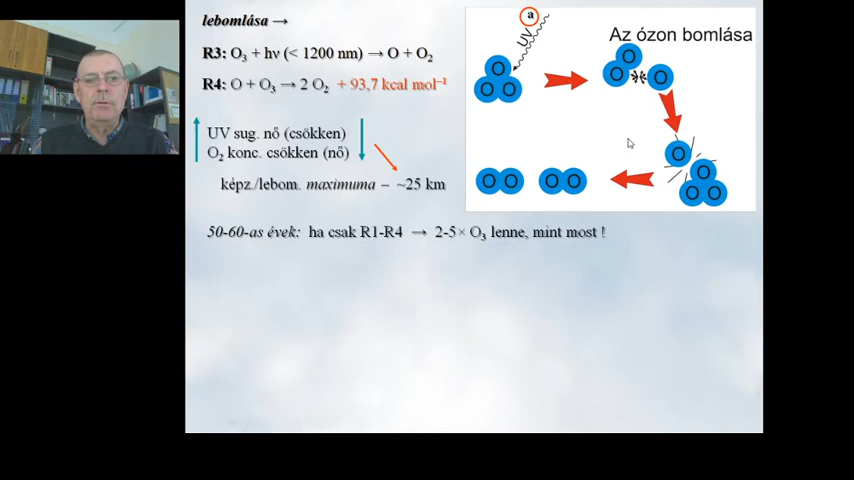 lebomlása →
R3: O₃ + hν (< 1200 nm) → O + O₂
R4: O + O₃ → 2 O₂ + 93,7 kcal mol⁻¹
UV sug. nő (csökken)
O₂ konc. csökken (nő)
képz./lebom. maximuma – ~25 km
50-60-as évek: ha csak R1-R4 → 2-5× O₃ lenne, mint most !
a
UV
Az ózon bomlása
O
O O
O
O O
O
O
O O
O O O O